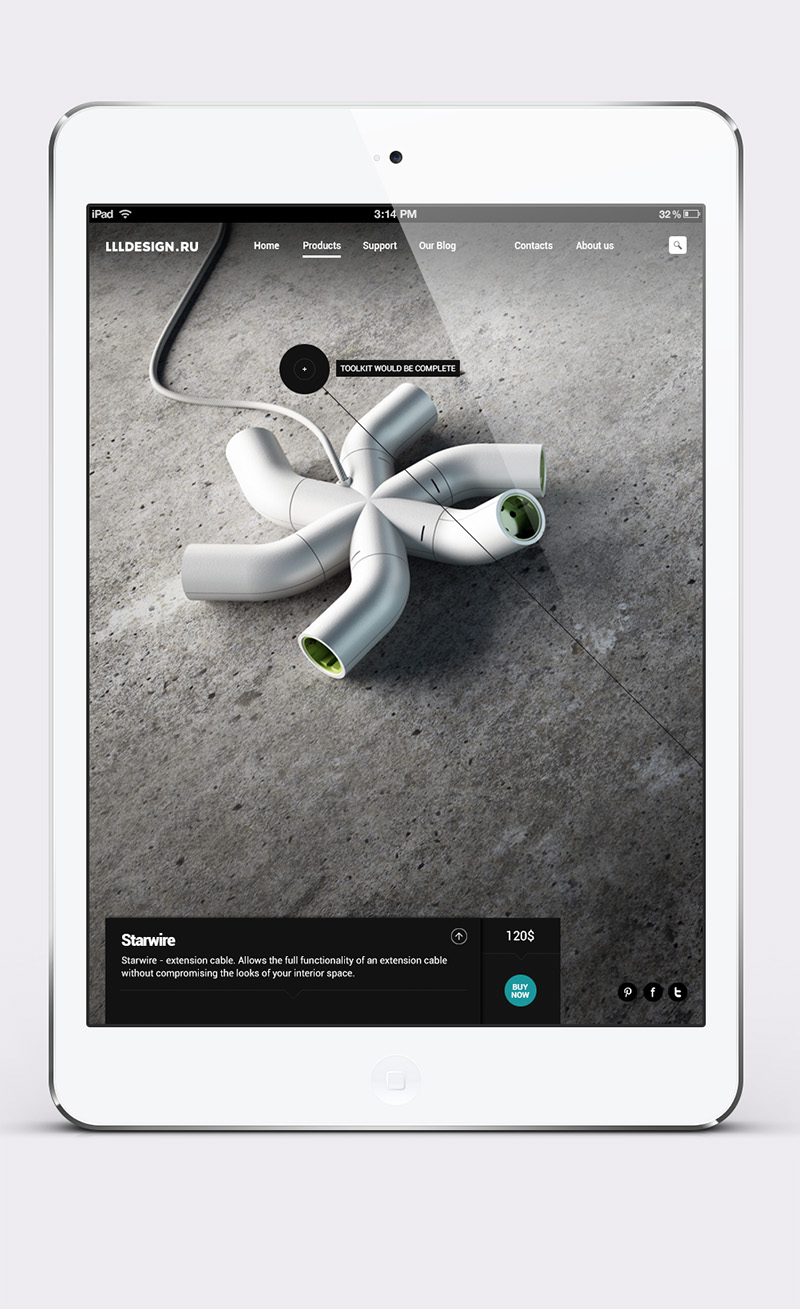 iPad 3:14 PM 32 %
LLLDESIGN.RU Home Products Support Our Blog Contacts About us
TOOLKIT WOULD BE COMPLETE
Starwire
Starwire - extension cable. Allows the full functionality of an extension cable
without compromising the looks of your interior space.
120$
BUY
NOW